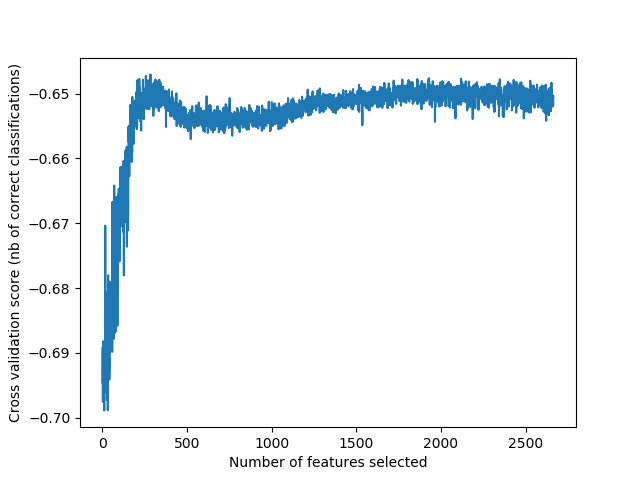 −0.65
−0.66
−0.67
−0.68
−0.69
−0.70
Cross validation score (nb of correct classifications)
0 500 1000 1500 2000 2500
Number of features selected